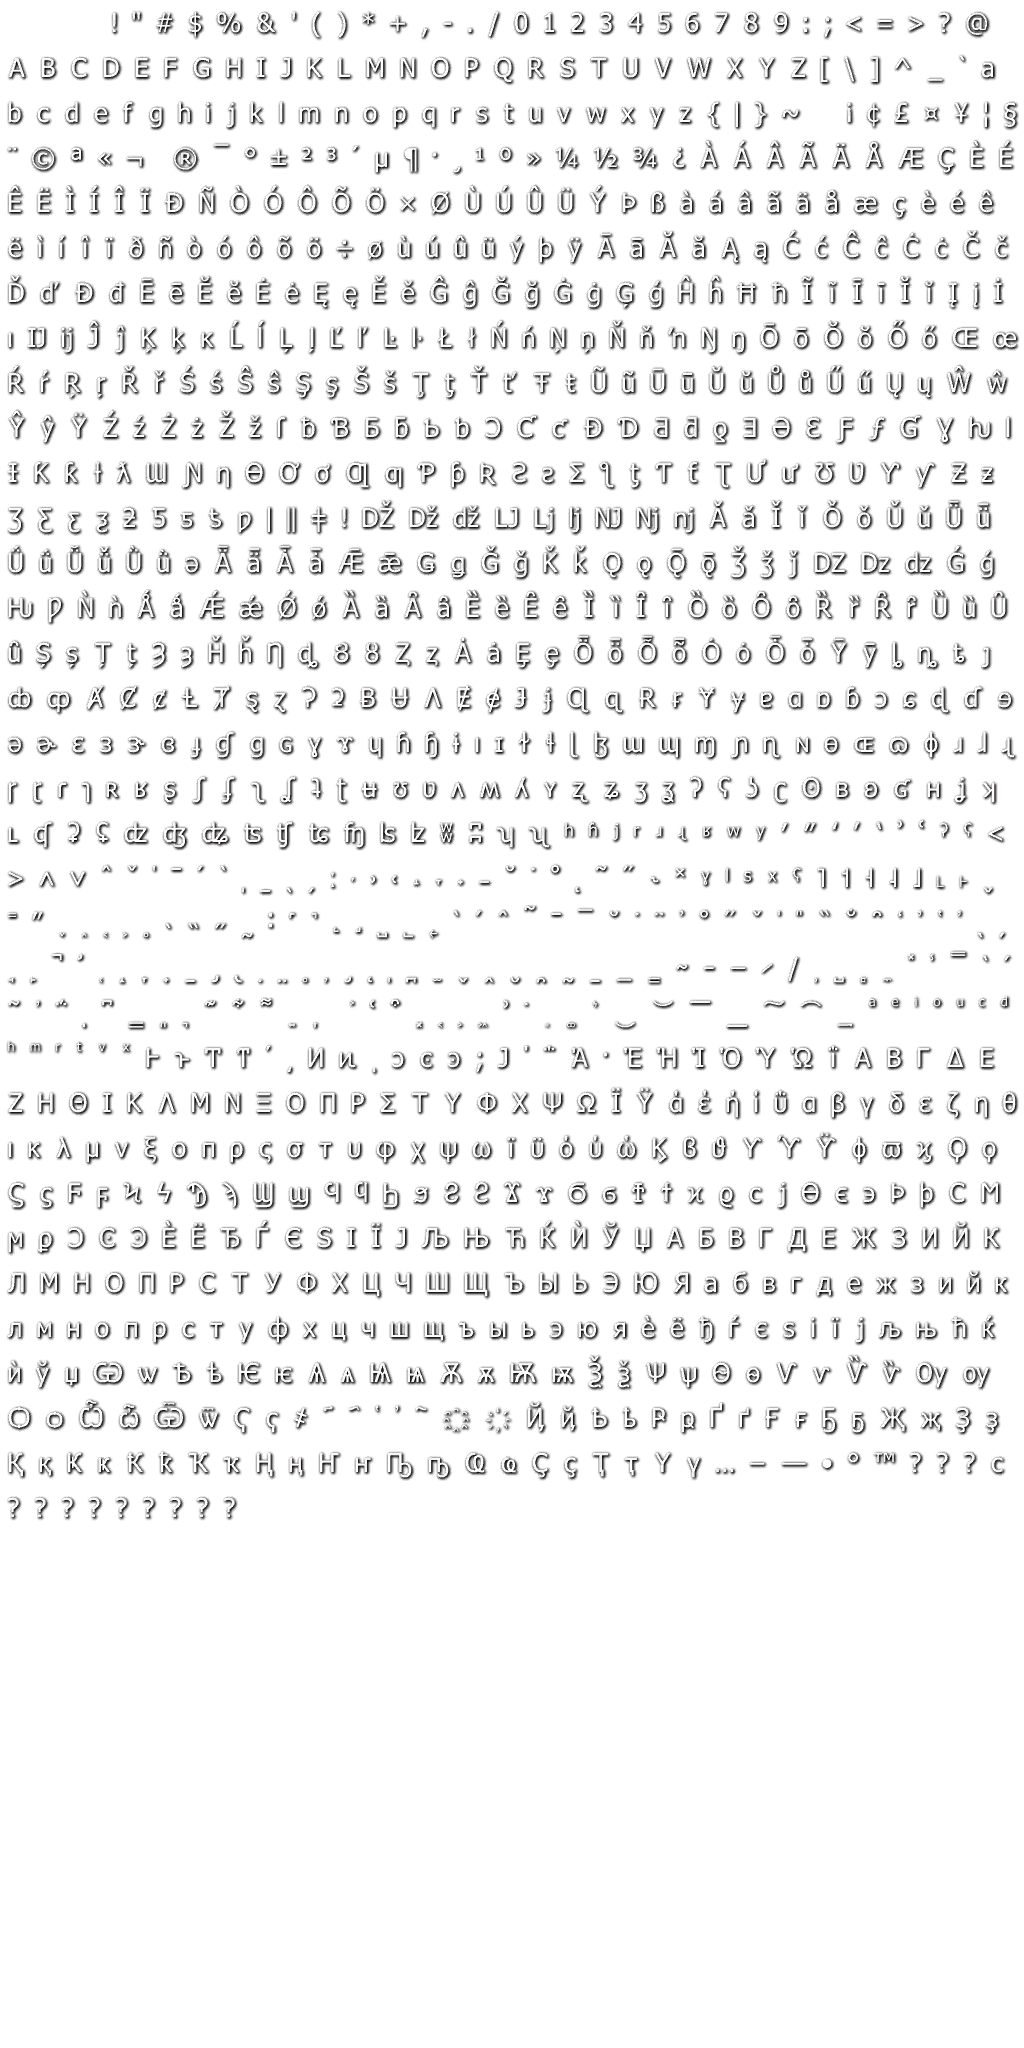 ! " # $ % & ' ( ) * + , - . / 0 1 2 3 4 5 6 7 8 9 : ; < = > ? @
A B C D E F G H I J K L M N O P Q R S T U V W X Y Z [ \ ] ^ _ ` a
b c d e f g h i j k l m n o p q r s t u v w x y z { | } ~ ¡ ¢ £ ¤ ¥ ¦ §
¨ © ª « ¬ ® ¯ ° ± ² ³ ´ µ ¶ · ¸ ¹ º » ¼ ½ ¾ ¿ À Á Â Ã Ä Å Æ Ç È É
Ê Ë Ì Í Î Ï Ð Ñ Ò Ó Ô Õ Ö × Ø Ù Ú Û Ü Ý Þ ß à á â ã ä å æ ç è é ê
ë ì í î ï ð ñ ò ó ô õ ö ÷ ø ù ú û ü ý þ ÿ Ā ā Ă ă Ą ą Ć ć Ĉ ĉ Ċ ċ Č č
Ď ď Đ đ Ē ē Ĕ ĕ Ė ė Ę ę Ě ě Ĝ ĝ Ğ ğ Ġ ġ Ģ ģ Ĥ ĥ Ħ ħ Ĩ ĩ Ī ī Ĭ ĭ Į į İ
ı Ĳ ĳ Ĵ ĵ Ķ ķ ĸ Ĺ ĺ Ļ ļ Ľ ľ Ŀ ŀ Ł ł Ń ń Ņ ņ Ň ň ŉ Ŋ ŋ Ō ō Ŏ ŏ Ő ő Œ œ
Ŕ ŕ Ŗ ŗ Ř ř Ś ś Ŝ ŝ Ş ş Š š Ţ ţ Ť ť Ŧ ŧ Ũ ũ Ū ū Ŭ ŭ Ů ů Ű ű Ų ų Ŵ ŵ
Ŷ ŷ Ÿ Ź ź Ż ż Ž ž ſ ƀ Ɓ Ƃ ƃ Ƅ ƅ Ɔ Ƈ ƈ Ɖ Ɗ Ƌ ƌ ƍ Ǝ Ə Ɛ Ƒ ƒ Ɠ Ɣ ƕ Ɩ
Ɨ Ƙ ƙ ƚ ƛ Ɯ Ɲ ƞ Ɵ Ơ ơ Ƣ ƣ Ƥ ƥ Ʀ Ƨ ƨ Ʃ ƪ ƫ Ƭ ƭ Ʈ Ư ư Ʊ Ʋ Ƴ ƴ Ƶ ƶ
Ʒ Ƹ ƹ ƺ ƻ Ƽ ƽ ƾ ƿ ǀ ǁ ǂ ǃ Ǆ ǅ ǆ Ǉ ǈ ǉ Ǌ ǋ ǌ Ǎ ǎ Ǐ ǐ Ǒ ǒ Ǔ ǔ Ǖ ǖ
Ǘ ǘ Ǚ ǚ Ǜ ǜ ǝ Ǟ ǟ Ǡ ǡ Ǣ ǣ Ǥ ǥ Ǧ ǧ Ǩ ǩ Ǫ ǫ Ǭ ǭ Ǯ ǯ ǰ Ǳ ǲ ǳ Ǵ ǵ
Ƕ Ƿ Ǹ ǹ Ǻ ǻ Ǽ ǽ Ǿ ǿ Ȁ ȁ Ȃ ȃ Ȅ ȅ Ȇ ȇ Ȉ ȉ Ȋ ȋ Ȍ ȍ Ȏ ȏ Ȑ ȑ Ȓ ȓ Ȕ ȕ Ȗ
ȗ Ș ș Ț ț Ȝ ȝ Ȟ ȟ Ƞ ȡ Ȣ ȣ Ȥ ȥ Ȧ ȧ Ȩ ȩ Ȫ ȫ Ȭ ȭ Ȯ ȯ Ȱ ȱ Ȳ ȳ ȴ ȵ ȶ ȷ
ȸ ȹ Ⱥ Ȼ ȼ Ƚ Ⱦ ȿ ɀ Ɂ ɂ Ƀ Ʉ Ʌ Ɇ ɇ Ɉ ɉ Ɋ ɋ Ɍ ɍ Ɏ ɏ ɐ ɑ ɒ ɓ ɔ ɕ ɖ ɗ ɘ
ə ɚ ɛ ɜ ɝ ɞ ɟ ɠ ɡ ɢ ɣ ɤ ɥ ɦ ɧ ɨ ɩ ɪ ɫ ɬ ɭ ɮ ɯ ɰ ɱ ɲ ɳ ɴ ɵ ɶ ɷ ɸ ɹ ɺ ɻ
ɼ ɽ ɾ ɿ ʀ ʁ ʂ ʃ ʄ ʅ ʆ ʇ ʈ ʉ ʊ ʋ ʌ ʍ ʎ ʏ ʐ ʑ ʒ ʓ ʔ ʕ ʖ ʗ ʘ ʙ ʚ ʛ ʜ ʝ ʞ
ʟ ʠ ʡ ʢ ʣ ʤ ʥ ʦ ʧ ʨ ʩ ʪ ʫ ʬ ʭ ʮ ʯ ʰ ʱ ʲ ʳ ʴ ʵ ʶ ʷ ʸ ʹ ʺ ʻ ʼ ʽ ʾ ʿ ˀ ˁ ˂
˃ ˄ ˅ ˆ ˇ ˈ ˉ ˊ ˋ ˌ ˍ ˎ ˏ ː ˑ ˒ ˓ ˔ ˕ ˖ ˗ ˘ ˙ ˚ ˛ ˜ ˝ ˞ ˟ ˠ ˡ ˢ ˣ ˤ ˥ ˦ ˧ ˨ ˩ ˪ ˫ ˬ
Ͱ ͱ Ͳ ͳ ʹ ͵ Ͷ ͷ ͺ ͻ ͼ ͽ ; Ϳ ΄ ΅ Ά · Έ Ή Ί Ό Ύ Ώ ΐ Α Β Γ Δ Ε
Ζ Η Θ Ι Κ Λ Μ Ν Ξ Ο Π Ρ Σ Τ Υ Φ Χ Ψ Ω Ϊ Ϋ ά έ ή ί ΰ α β γ δ ε ζ η θ
ι κ λ μ ν ξ ο π ρ ς σ τ υ φ χ ψ ω ϊ ϋ ό ύ ώ Ϗ ϐ ϑ ϒ ϓ ϔ ϕ ϖ ϗ Ϙ ϙ
Ϛ ϛ Ϝ ϝ Ϟ ϟ Ϡ ϡ Ϣ ϣ Ϥ ϥ Ϧ ϧ Ϩ ϩ Ϫ ϫ Ϭ ϭ Ϯ ϯ ϰ ϱ ϲ ϳ ϴ ϵ ϶ Ϸ ϸ Ϲ Ϻ
ϻ ϼ Ͻ Ͼ Ͽ Ѐ Ё Ђ Ѓ Є Ѕ І Ї Ј Љ Њ Ћ Ќ Ѝ Ў Џ А Б В Г Д Е Ж З И Й К
Л М Н О П Р С Т У Ф Х Ц Ч Ш Щ Ъ Ы Ь Э Ю Я а б в г д е ж з и й к
л м н о п р с т у ф х ц ч ш щ ъ ы ь э ю я ѐ ё ђ ѓ є ѕ і ї ј љ њ ћ ќ
ѝ ў џ Ѡ ѡ Ѣ ѣ Ѥ ѥ Ѧ ѧ Ѩ ѩ Ѫ ѫ Ѭ ѭ Ѯ ѯ Ѱ ѱ Ѳ ѳ Ѵ ѵ Ѷ ѷ Ѹ ѹ
Ѻ ѻ Ѽ ѽ Ѿ ѿ Ҁ ҁ ҂ ҃ ҄ ҅ ҆ ҇ ҈ ҉ Ҋ ҋ Ҍ ҍ Ҏ ҏ Ґ ґ Ғ ғ Ҕ ҕ Җ җ Ҙ ҙ
Қ қ Ҝ ҝ Ҟ ҟ Ҡ ҡ Ң ң Ҥ ҥ Ҧ ҧ Ҩ ҩ Ҫ ҫ Ҭ ҭ Ү ү … – — • ° ™ ? ? ? c
? ? ? ? ? ? ? ? ?